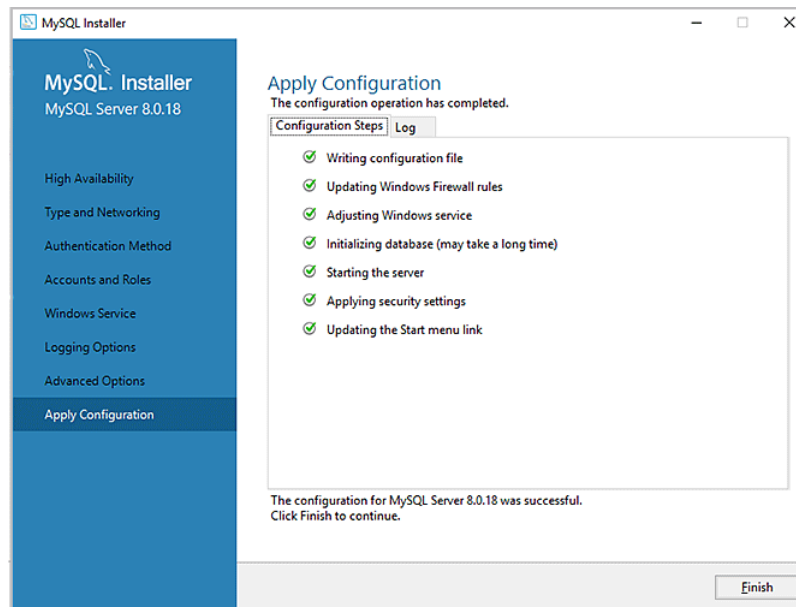 MySQL Installer
MySQL. Installer
MySQL Server 8.0.18
High Availability
Type and Networking
Authentication Method
Accounts and Roles
Windows Service
Logging Options
Advanced Options
Apply Configuration
Apply Configuration
The configuration operation has completed.
Configuration Steps Log
Writing configuration file
Updating Windows Firewall rules
Adjusting Windows service
Initializing database (may take a long time)
Starting the server
Applying security settings
Updating the Start menu link
The configuration for MySQL Server 8.0.18 was successful.
Click Finish to continue.
Finish